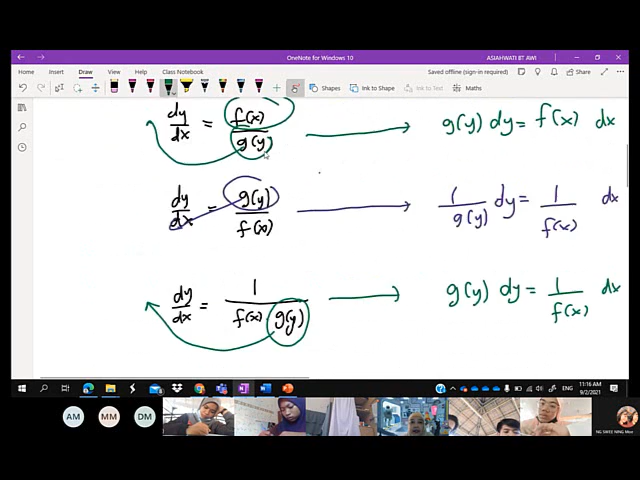 OneNote for Windows 10
ASIAHWATI BT AWI
Home Insert Draw View Help Class Notebook
Saved offline (sign-in required) Share
Shapes Ink to Shape Ink to Text Maths
dy/dx = f(x)/g(y) → g(y) dy = f(x) dx
dy/dx = g(y)/f(x) → 1/g(y) dy = 1/f(x) dx
dy/dx = 1/f(x)·g(y) → g(y) dy = 1/f(x) dx
ENG
11:16 AM
9/2/2021
AM MM DM